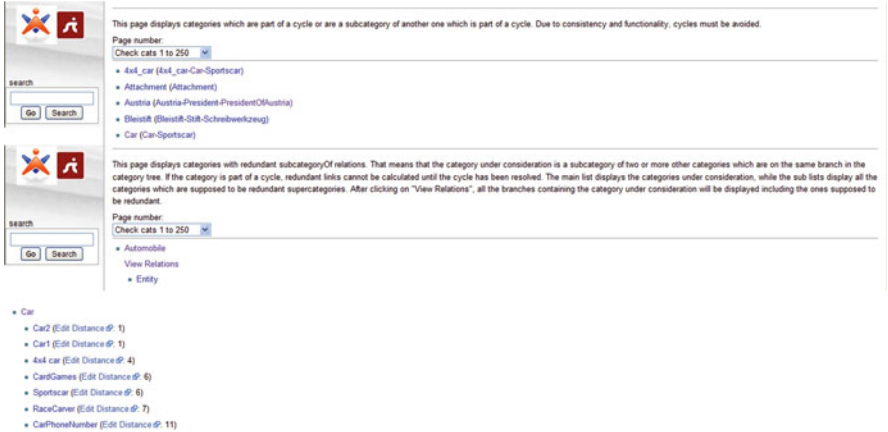 This page displays categories which are part of a cycle or are a subcategory of another one which is part of a cycle. Due to consistency and functionality, cycles must be avoided.
Page number:
Check cats 1 to 250
4x4_car (4x4_car-Car-Sportscar)
Attachment (Attachment)
Austria (Austria-President-PresidentOfAustria)
Bleistift (Bleistift-Stift-Schreibwerkzeug)
Car (Car-Sportscar)
search
Go Search
This page displays categories with redundant subcategoryOf relations. That means that the category under consideration is a subcategory of two or more other categories which are on the same branch in the
category tree. If the category is part of a cycle, redundant links cannot be calculated until the cycle has been resolved. The main list displays the categories under consideration, while the sub lists display all the
categories which are supposed to be redundant supercategories. After clicking on "View Relations", all the branches containing the category under consideration will be displayed including the ones supposed to
be redundant.
Page number:
Check cats 1 to 250
Automobile
View Relations
Entity
search
Go Search
Car
Car2 (Edit Distance: 1)
Car1 (Edit Distance: 1)
4x4 car (Edit Distance: 4)
CardGames (Edit Distance: 6)
Sportscar (Edit Distance: 6)
RaceCarver (Edit Distance: 7)
CarPhoneNumber (Edit Distance: 11)